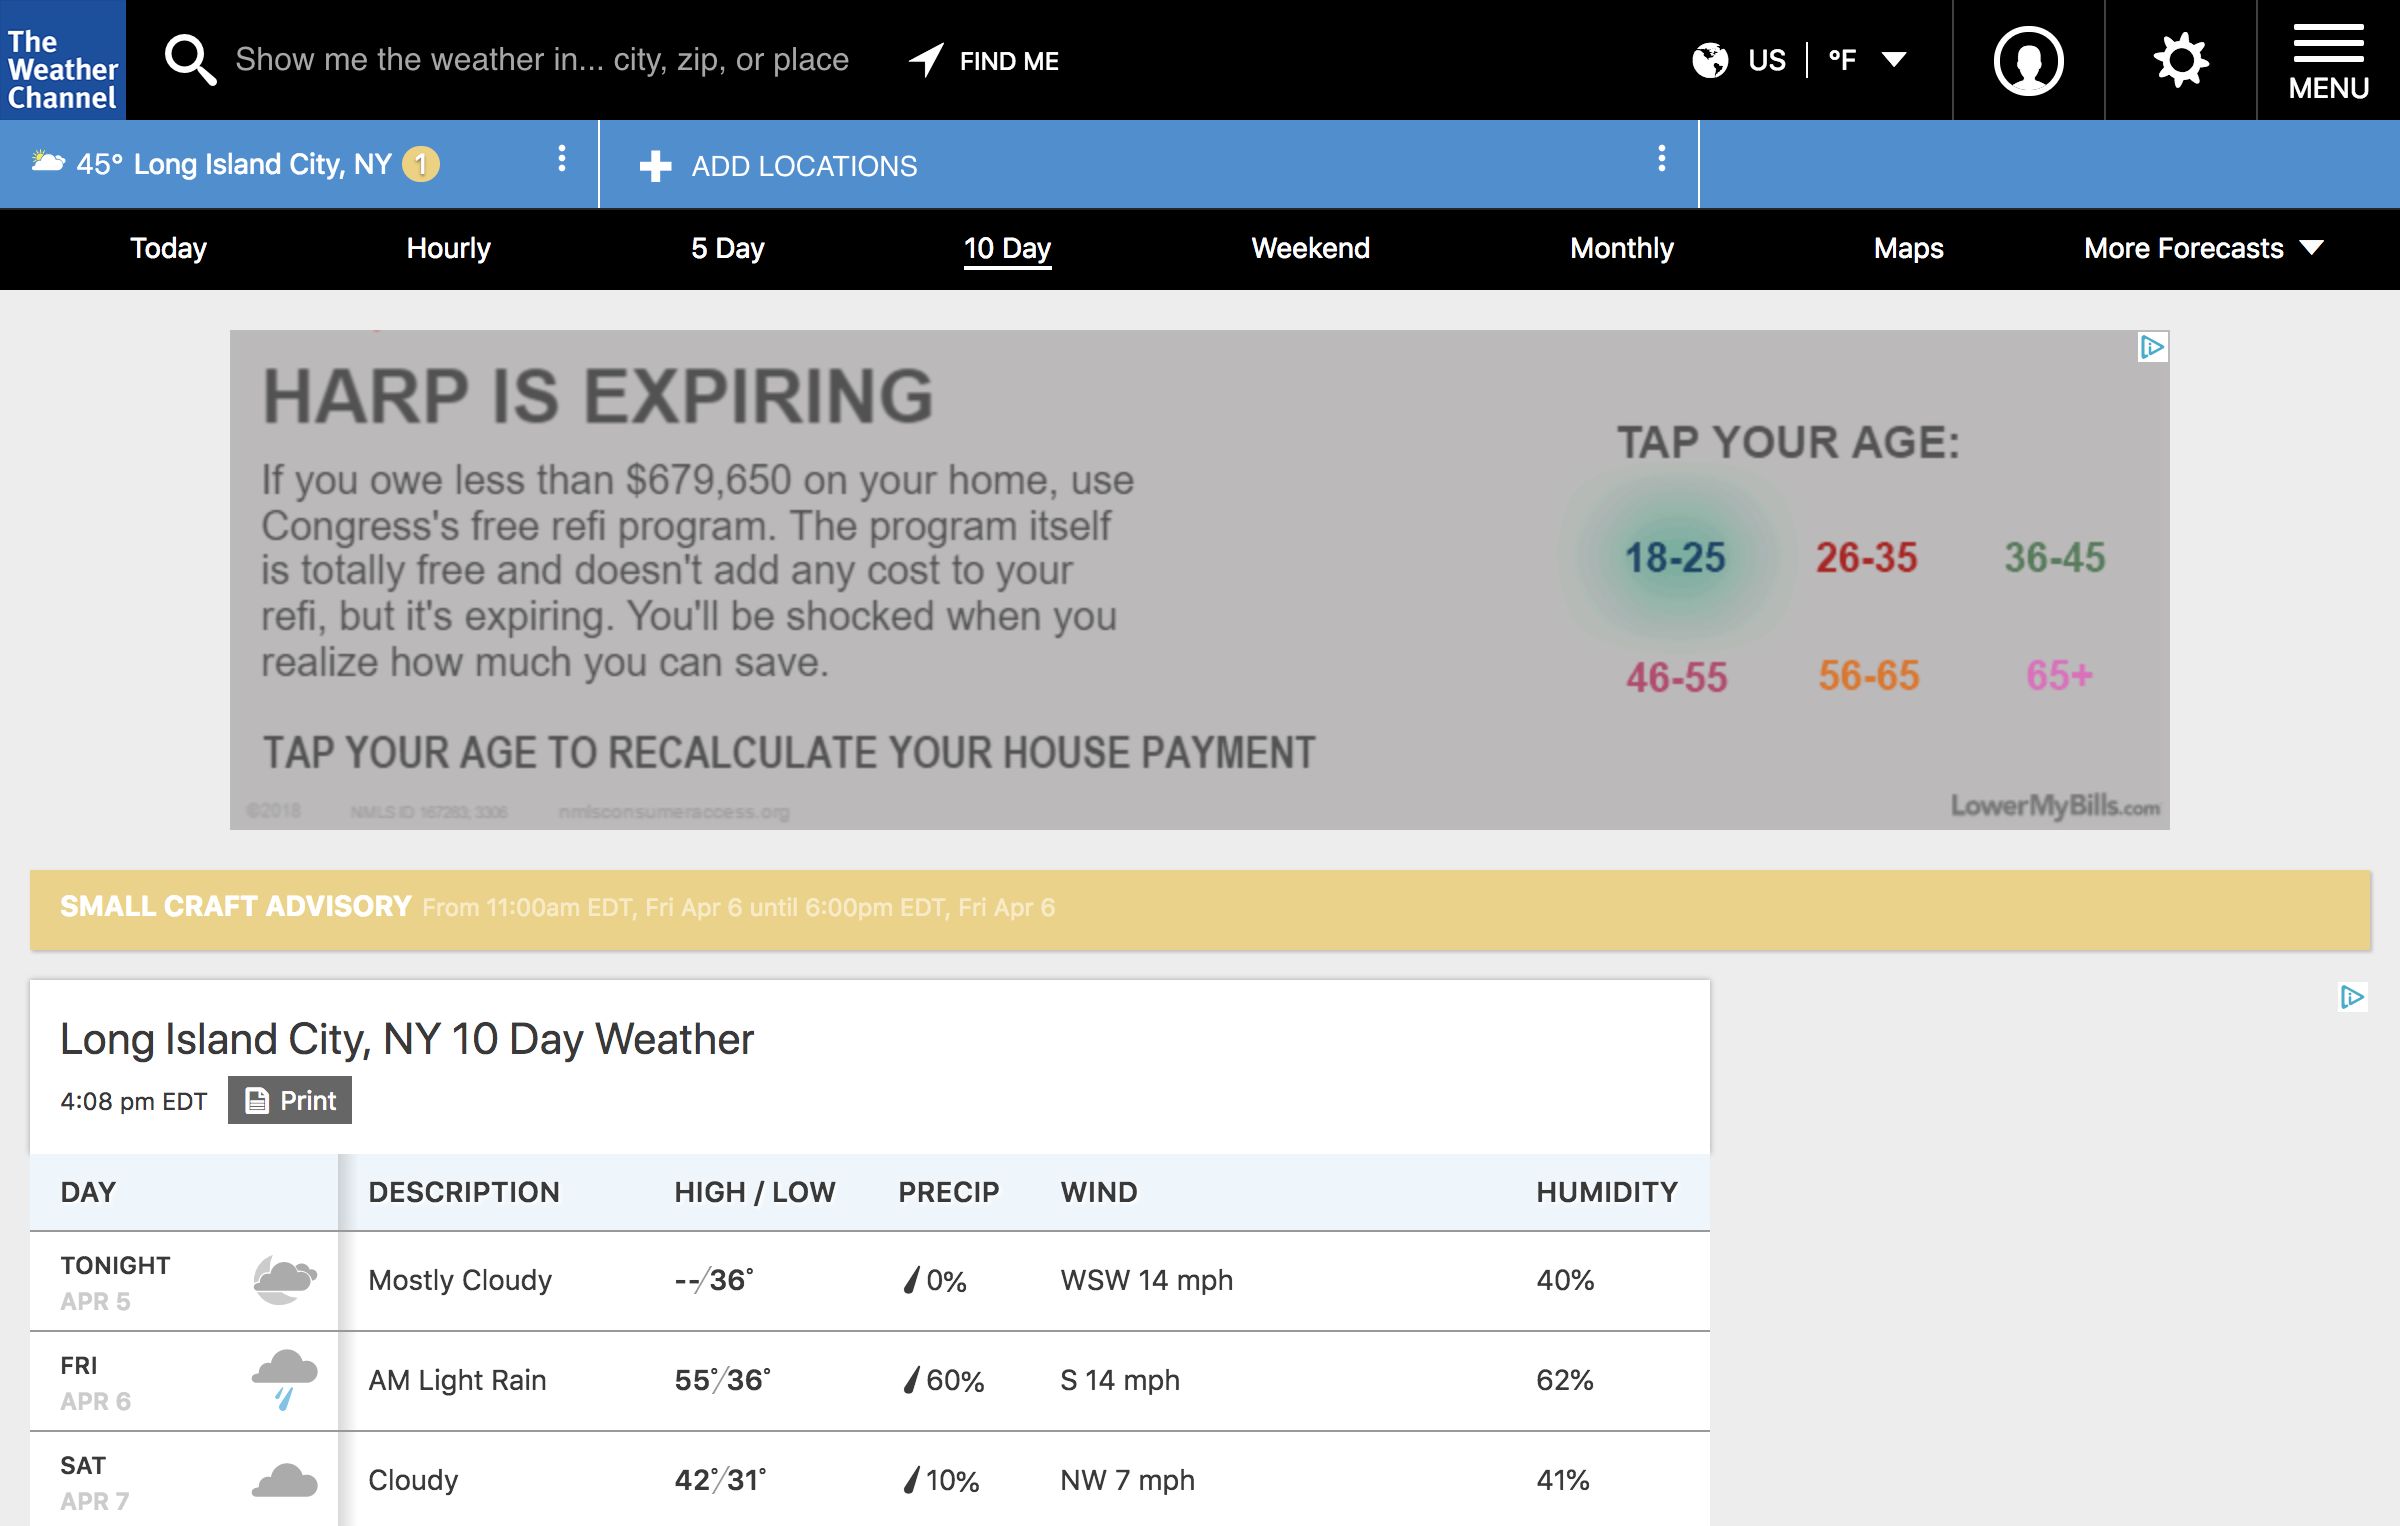 The
Weather
Channel
Show me the weather in... city, zip, or place
FIND ME
US
°F
MENU
45° Long Island City, NY 1
ADD LOCATIONS
Today
Hourly
5 Day
10 Day
Weekend
Monthly
Maps
More Forecasts
HARP IS EXPIRING
If you owe less than $679,650 on your home, use
Congress's free refi program. The program itself
is totally free and doesn't add any cost to your
refi, but it's expiring. You'll be shocked when you
realize how much you can save.
TAP YOUR AGE TO RECALCULATE YOUR HOUSE PAYMENT
TAP YOUR AGE:
18-25 26-35 36-45
46-55 56-65 65+
©2018 NMLS ID 167283; 3306 nmlsconsumeraccess.org
LowerMyBills.com
SMALL CRAFT ADVISORY From 11:00am EDT, Fri Apr 6 until 6:00pm EDT, Fri Apr 6
Long Island City, NY 10 Day Weather
4:08 pm EDT Print
DAY DESCRIPTION HIGH / LOW PRECIP WIND HUMIDITY
TONIGHT
APR 5
Mostly Cloudy --/36° 0% WSW 14 mph 40%
FRI
APR 6
AM Light Rain 55°/36° 60% S 14 mph 62%
SAT
APR 7
Cloudy 42°/31° 10% NW 7 mph 41%